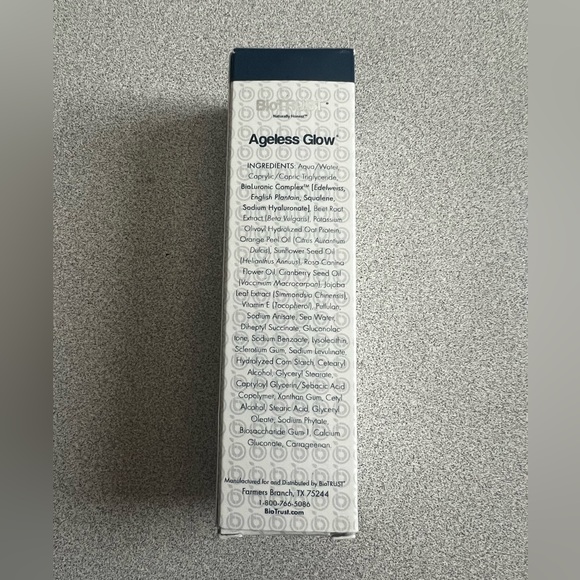 BioTRUST
Naturally Honest™
Ageless Glow
INGREDIENTS: Aqua/Water,
Caprylic/Capric Triglyceride,
BioLuronic Complex™ [Edelweiss,
English Plantain, Squalene,
Sodium Hyaluronate], Beet Root
Extract (Beta Vulgaris), Potassium
Olivoyl Hydrolyzed Oat Protein,
Orange Peel Oil (Citrus Aurantium
Dulcis), Sunflower Seed Oil
(Helianthus Annuus), Rosa Canina
Flower Oil, Cranberry Seed Oil
(Vaccinium Macrocarpon), Jojoba
Leaf Extract (Simmondsia Chinensis),
Vitamin E (Tocopherol), Pullulan,
Sodium Anisate, Sea Water,
Diheptyl Succinate, Gluconolac
tone, Sodium Benzoate, Lysolecithin,
Sclerotium Gum, Sodium Levulinate,
Hydrolyzed Corn Starch, Cetearyl
Alcohol, Glyceryl Stearate,
Capryloyl Glycerin/Sebacic Acid
Copolymer, Xanthan Gum, Cetyl
Alcohol, Stearic Acid, Glyceryl
Oleate, Sodium Phytate,
Biosaccharide Gum-1, Calcium
Gluconate, Carrageenan.
Manufactured for and Distributed by BioTRUST
Farmers Branch, TX 75244
1-800-766-5086
BioTrust.com